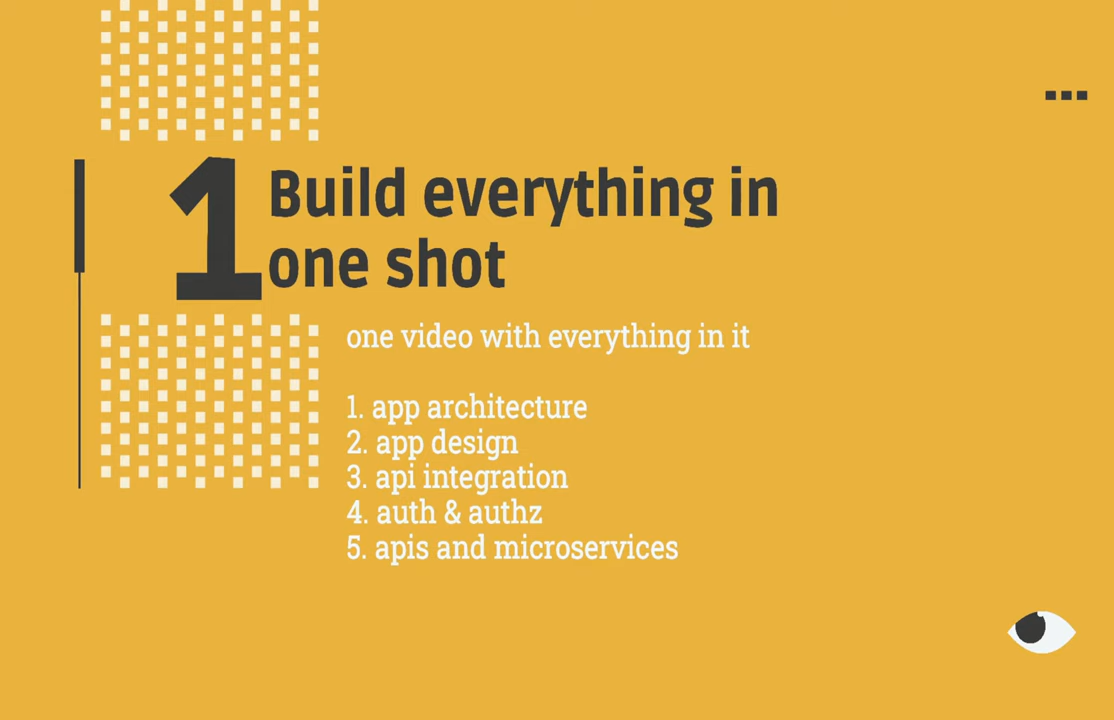 1 Build everything in
one shot
one video with everything in it
1. app architecture
2. app design
3. api integration
4. auth & authz
5. apis and microservices